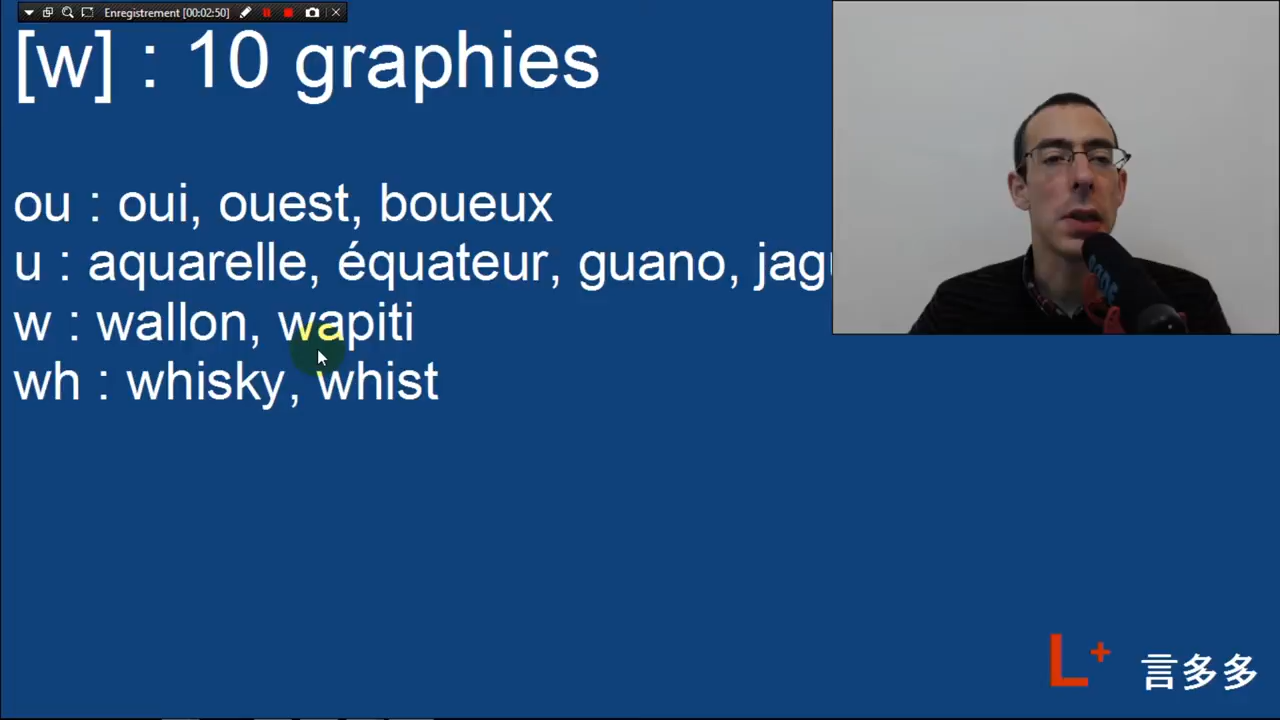 Enregistrement [00:02:50]
[w] : 10 graphies
ou : oui, ouest, boueux
u : aquarelle, équateur, guano,
w : wallon, wapiti
wh : whisky, whist
L+ 言多多